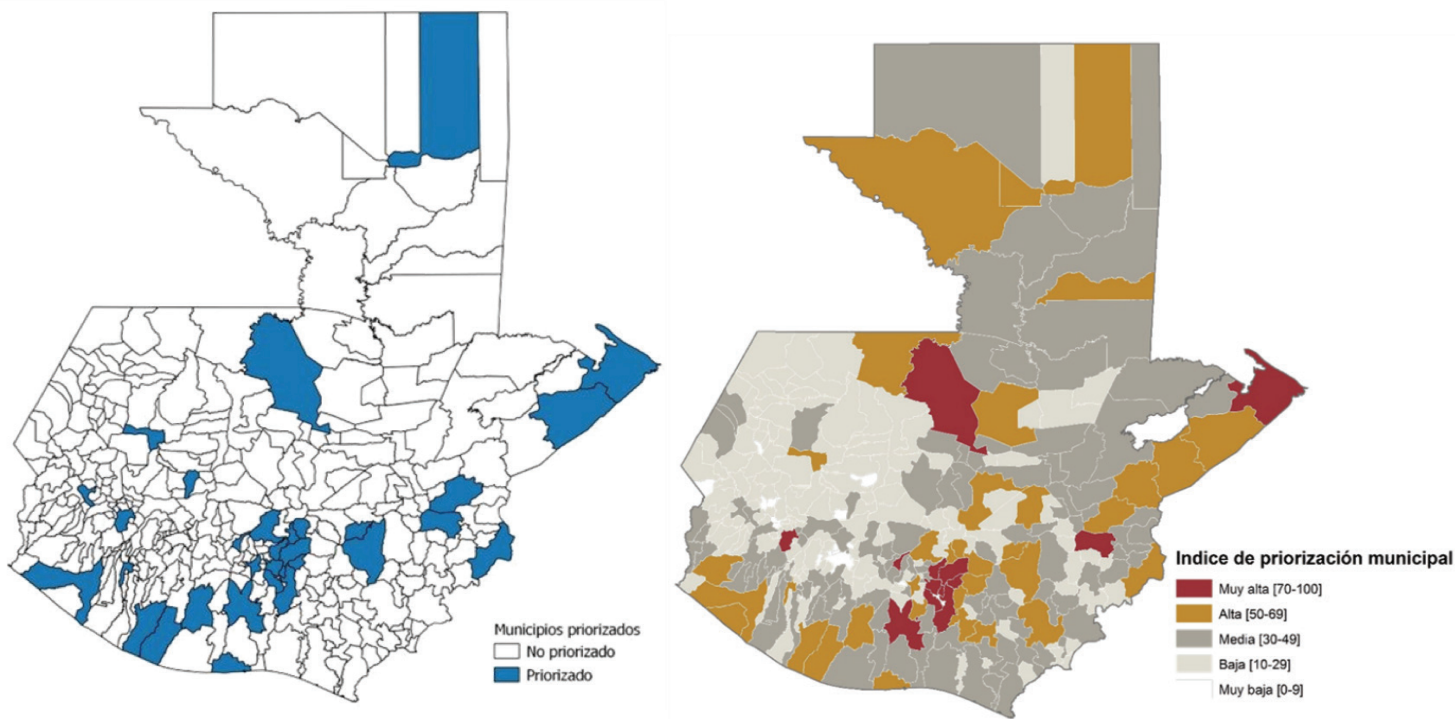 Municipios priorizados
No priorizado
Priorizado
Indice de priorización municipal
Muy alta [70-100]
Alta [50-69]
Media [30-49]
Baja [10-29]
Muy baja [0-9]